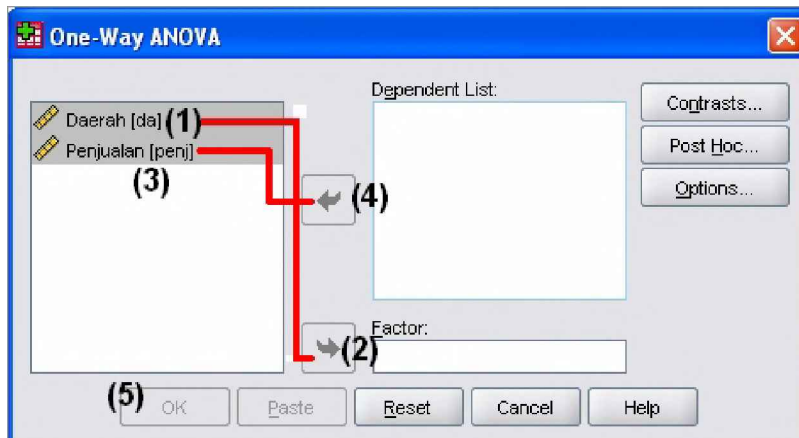 One-Way ANOVA
Daerah [da] (1)
Penjualan [penj]
(3)
(4)
Dependent List:
(2)
Factor:
Contrasts...
Post Hoc...
Options...
(5) OK
Paste
Reset
Cancel
Help